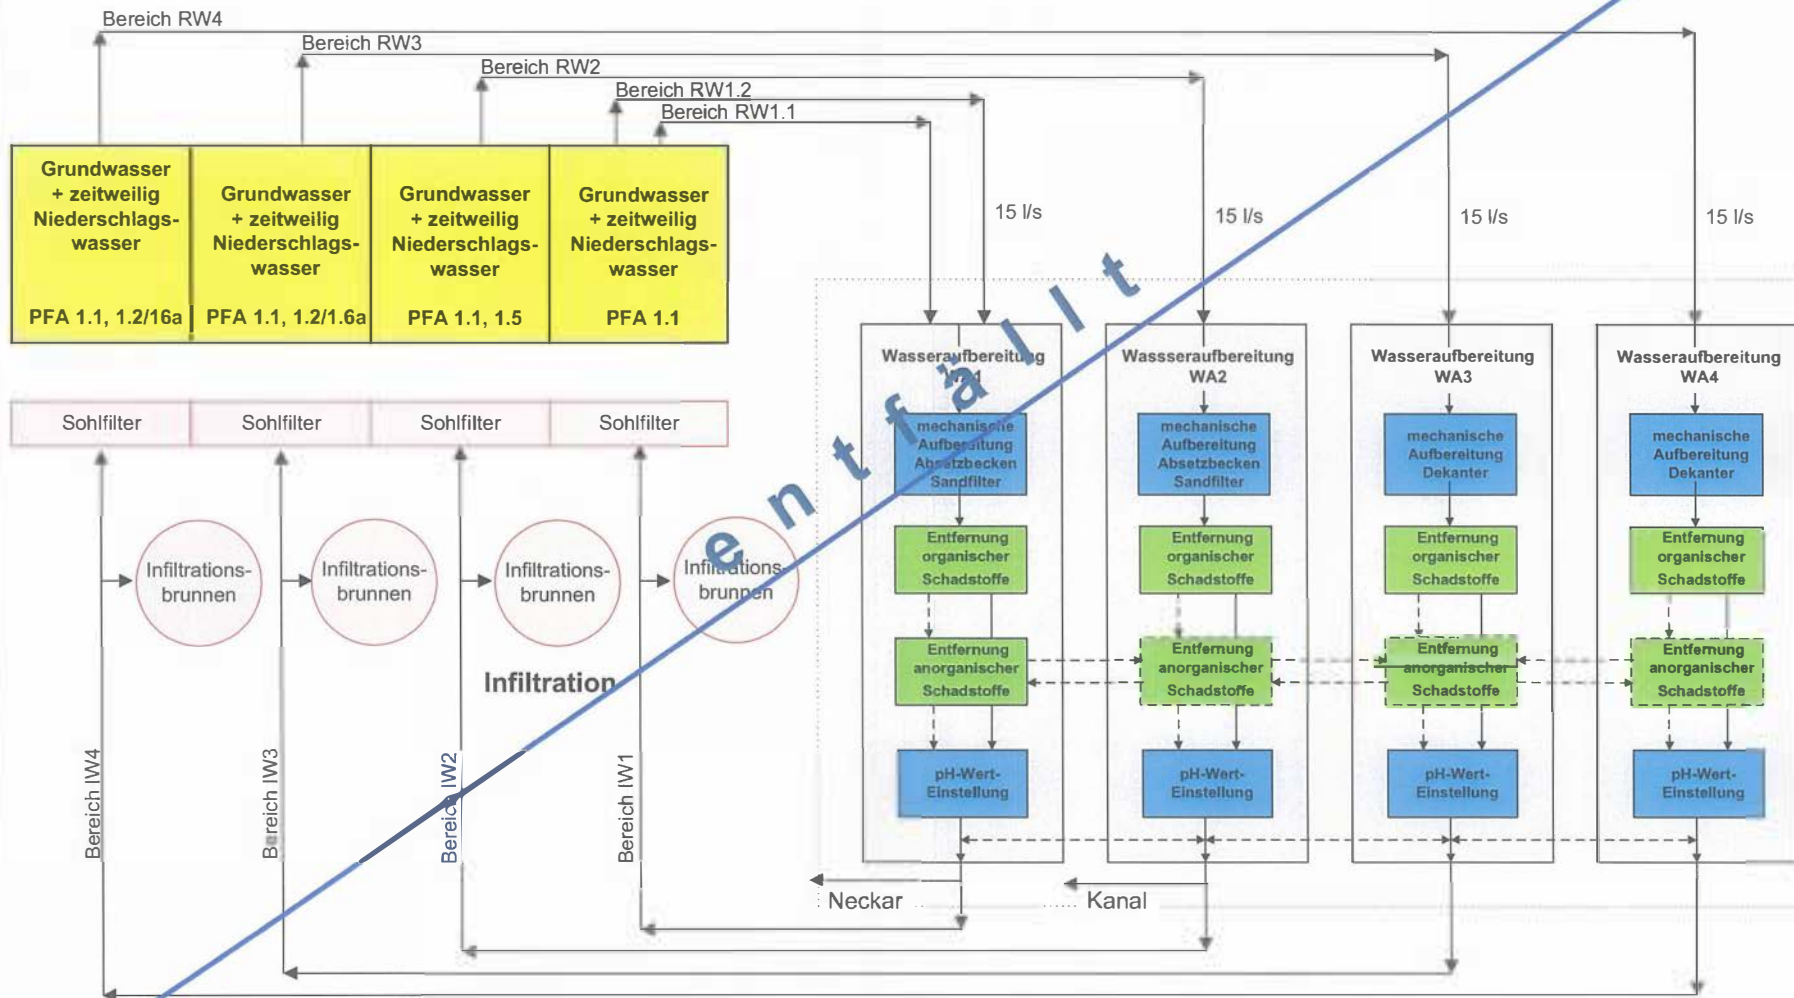 Bereich RW4
Bereich RW3
Bereich RW2
Bereich RW1.2
Bereich RW1.1
Grundwasser
+ zeitweilig
Niederschlags-
wasser
PFA 1.1, 1.2/16a
Grundwasser
+ zeitweilig
Niederschlags-
wasser
PFA 1.1, 1.2/1.6a
Grundwasser
+ zeitweilig
Niederschlags-
wasser
PFA 1.1, 1.5
Grundwasser
+ zeitweilig
Niederschlags-
wasser
PFA 1.1
15 l/s
15 l/s
15 l/s
15 l/s
Sohlfilter
Sohlfilter
Sohlfilter
Sohlfilter
Infiltrations-
brunnen
Infiltrations-
brunnen
Infiltrations-
brunnen
Infiltrations-
brunnen
Infiltration
Bereich IW4
Bereich IW3
Bereich IW2
Bereich IW1
entfällt
Wasseraufbereitung
WA1
mechanische
Aufbereitung
Absetzbecken
Sandfilter
Entfernung
organischer
Schadstoffe
Entfernung
anorganischer
Schadstoffe
pH-Wert-
Einstellung
Wassseraufbereitung
WA2
mechanische
Aufbereitung
Absetzbecken
Sandfilter
Entfernung
organischer
Schadstoffe
Entfernung
anorganischer
Schadstoffe
pH-Wert-
Einstellung
Wasseraufbereitung
WA3
mechanische
Aufbereitung
Dekanter
Entfernung
organischer
Schadstoffe
Entfernung
anorganischer
Schadstoffe
pH-Wert-
Einstellung
Wasseraufbereitung
WA4
mechanische
Aufbereitung
Dekanter
Entfernung
organischer
Schadstoffe
Entfernung
anorganischer
Schadstoffe
pH-Wert-
Einstellung
Neckar
Kanal